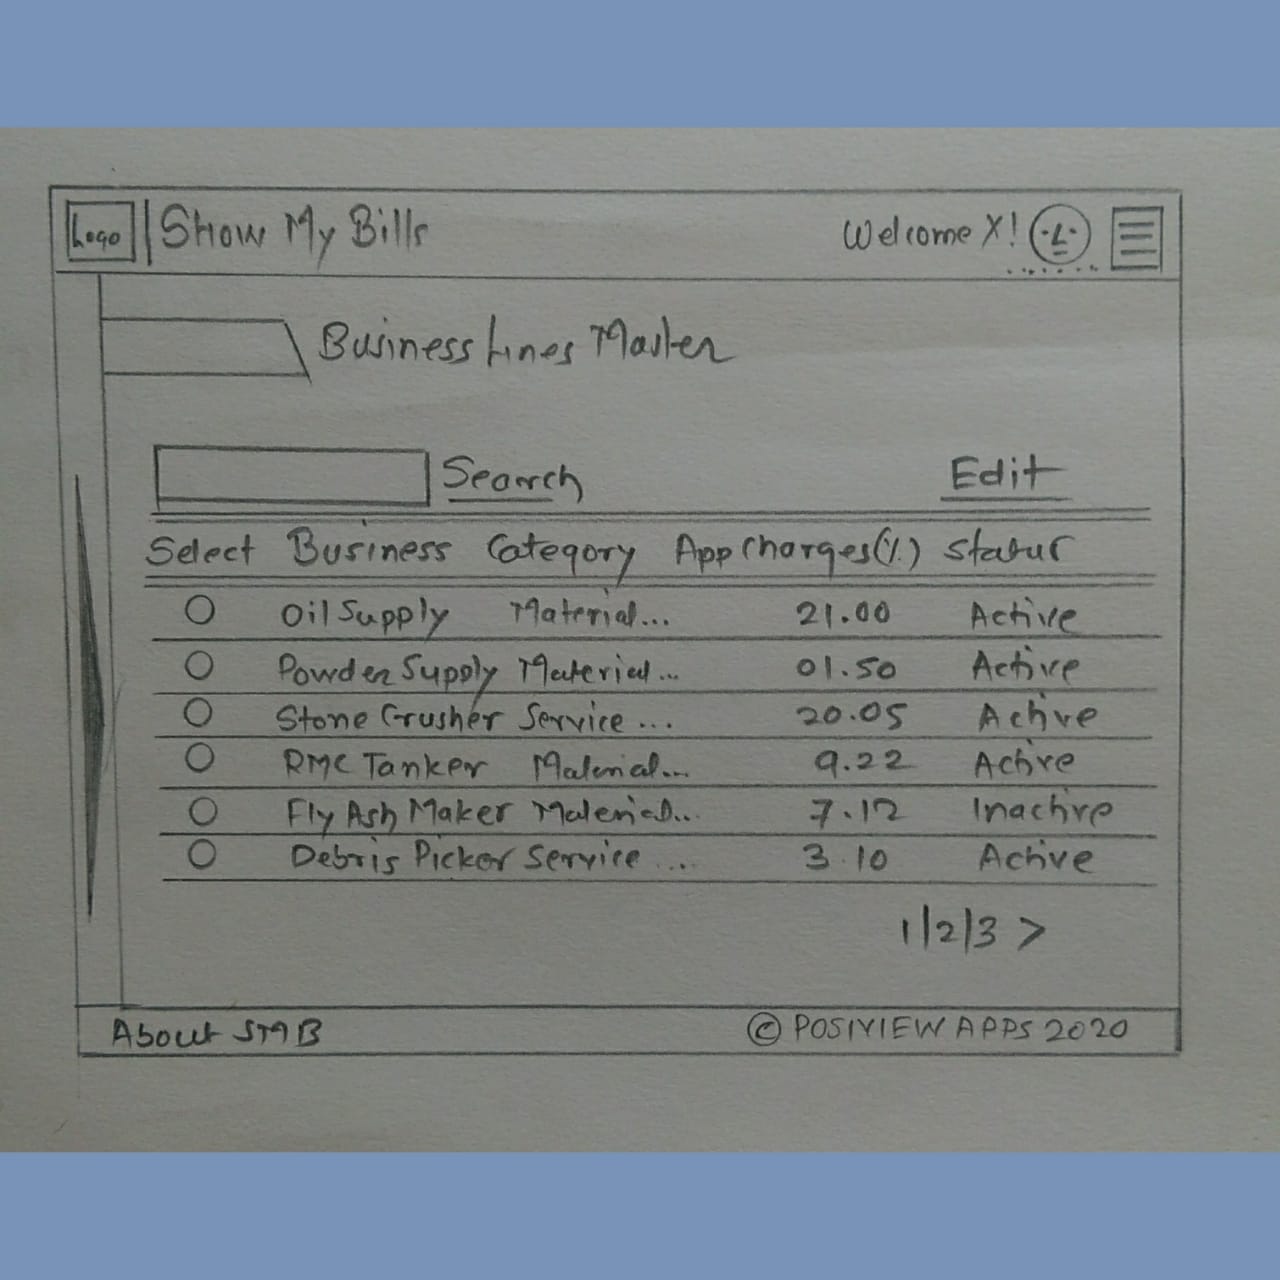 Logo | Show My Bills Welcome X!
Business Lines Master
Search Edit
Select Business Category App Charges(%) Status
Oil Supply Material... 21.00 Active
Powder Supply Material... 01.50 Active
Stone Crusher Service... 20.05 Active
RMC Tanker Material... 9.22 Active
Fly Ash Maker Material... 7.12 Inactive
Debris Picker Service .... 3.10 Active
1/2/3 >
About SMB © POSIVIEW APPS 2020